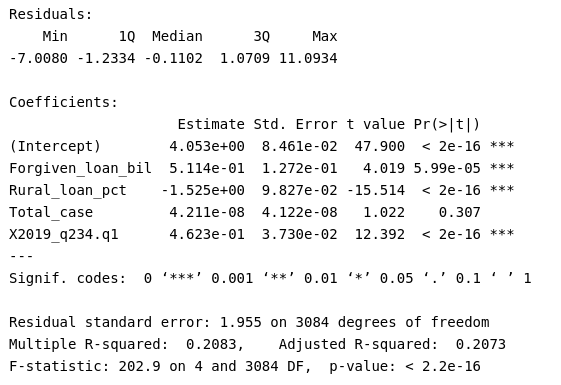 Residuals:
    Min      1Q  Median      3Q     Max
-7.0080 -1.2334 -0.1102  1.0709 11.0934

Coefficients:
                    Estimate Std. Error t value Pr(>|t|)
(Intercept)        4.053e+00  8.461e-02  47.900  < 2e-16 ***
Forgiven_loan_bil  5.114e-01  1.272e-01   4.019 5.99e-05 ***
Rural_loan_pct    -1.525e+00  9.827e-02 -15.514  < 2e-16 ***
Total_case         4.211e-08  4.122e-08   1.022    0.307
X2019_q234.q1      4.623e-01  3.730e-02  12.392  < 2e-16 ***
---
Signif. codes:  0 ‘***’ 0.001 ‘**’ 0.01 ‘*’ 0.05 ‘.’ 0.1 ‘ ’ 1

Residual standard error: 1.955 on 3084 degrees of freedom
Multiple R-squared:  0.2083,    Adjusted R-squared:  0.2073
F-statistic: 202.9 on 4 and 3084 DF,  p-value: < 2.2e-16